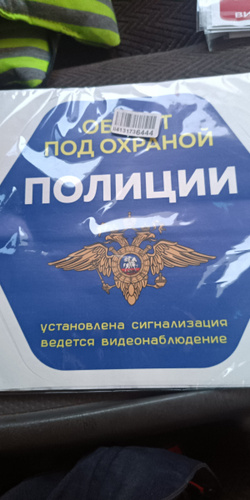 ПОД ОХРАНОЙ
ПОЛИЦИИ
установлена сигнализация
ведется видеонаблюдение